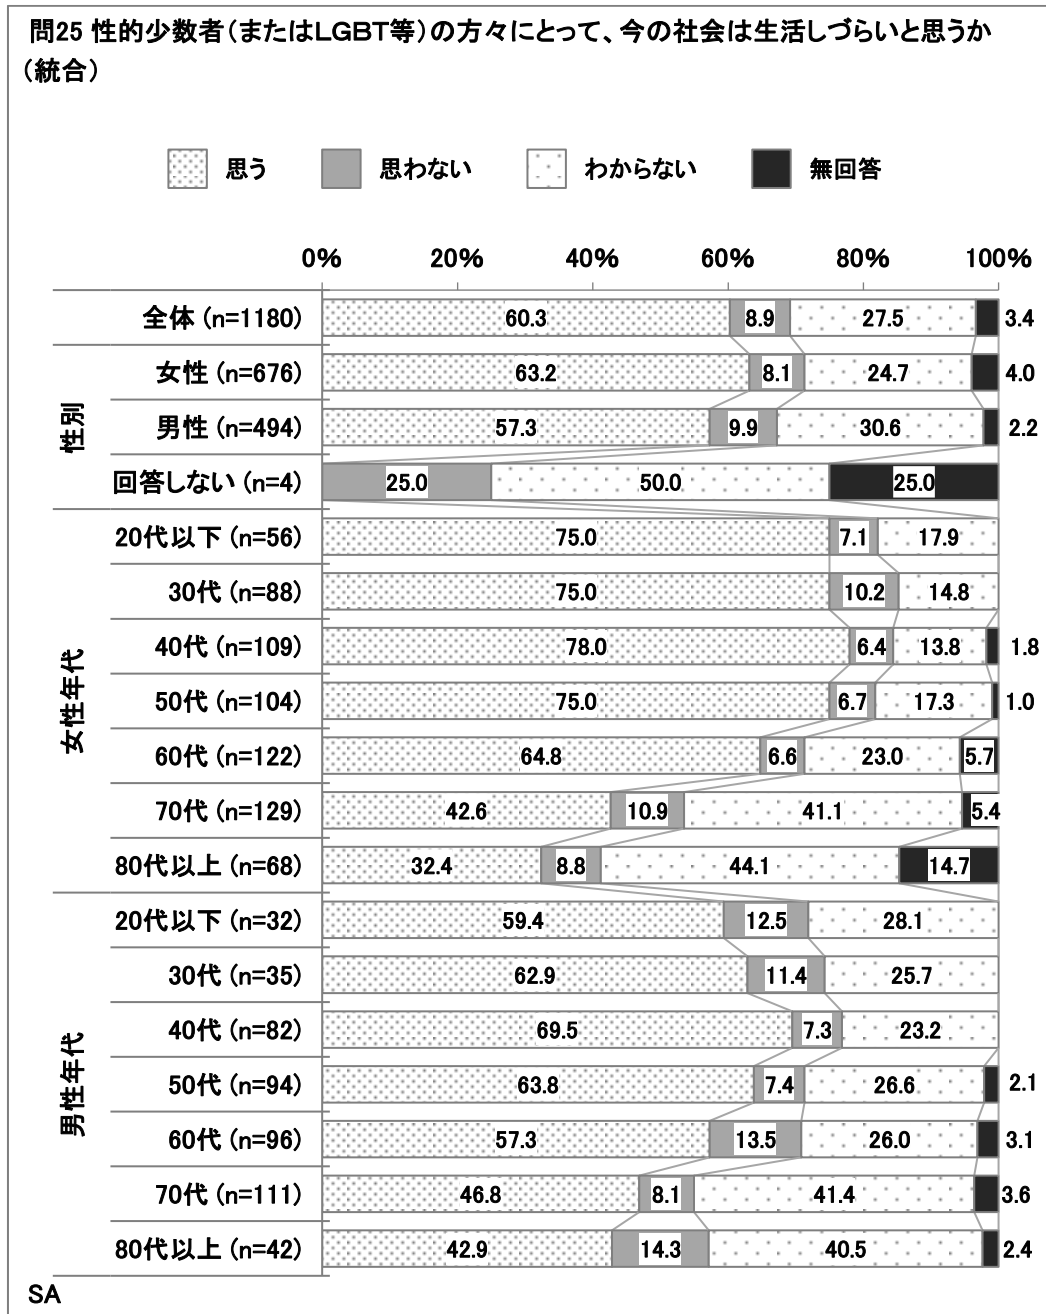 問25 性的少数者（またはLGBT等）の方々にとって、今の社会は生活しづらいと思うか
（統合）
思う 思わない わからない 無回答
0% 20% 40% 60% 80% 100%
全体 (n=1180) 60.3 8.9 27.5 3.4
性別
女性 (n=676) 63.2 8.1 24.7 4.0
男性 (n=494) 57.3 9.9 30.6 2.2
回答しない (n=4) 25.0 50.0 25.0
女性年代
20代以下 (n=56) 75.0 7.1 17.9
30代 (n=88) 75.0 10.2 14.8
40代 (n=109) 78.0 6.4 13.8 1.8
50代 (n=104) 75.0 6.7 17.3 1.0
60代 (n=122) 64.8 6.6 23.0 5.7
70代 (n=129) 42.6 10.9 41.1 5.4
80代以上 (n=68) 32.4 8.8 44.1 14.7
男性年代
20代以下 (n=32) 59.4 12.5 28.1
30代 (n=35) 62.9 11.4 25.7
40代 (n=82) 69.5 7.3 23.2
50代 (n=94) 63.8 7.4 26.6 2.1
60代 (n=96) 57.3 13.5 26.0 3.1
70代 (n=111) 46.8 8.1 41.4 3.6
80代以上 (n=42) 42.9 14.3 40.5 2.4
SA